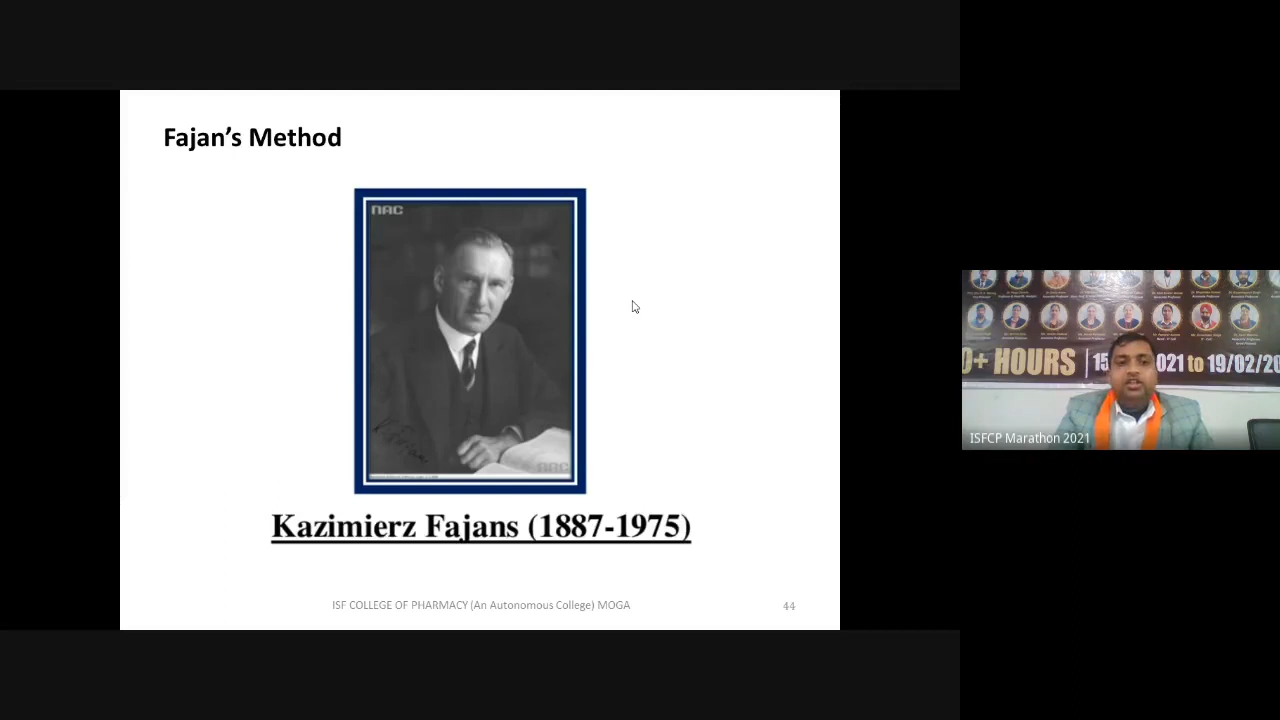 Fajan's Method
NAC
NAC
Kazimierz Fajans (1887-1975)
ISF COLLEGE OF PHARMACY (An Autonomous College) MOGA
44
0+ HOURS
15
021 to 19/02/20
ISFCP Marathon 2021